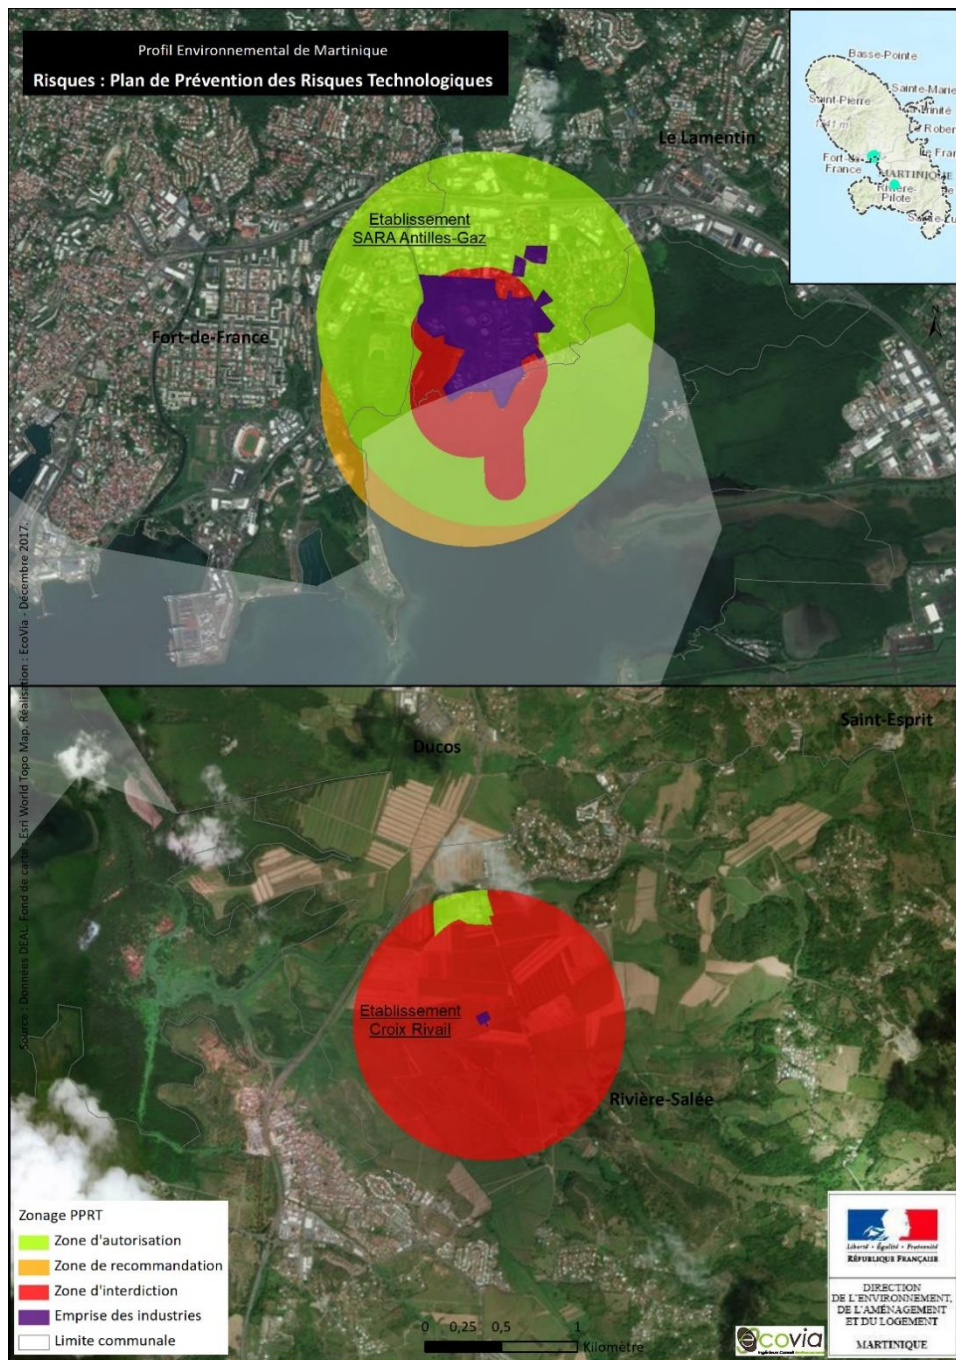 Profil Environnemental de Martinique
Risques : Plan de Prévention des Risques Technologiques
Basse-Pointe
Sainte-Marie
Saint-Pierre
Fort-de-
France
MARTINIQUE
Rivière-
Pilote
Le Lamentin
Etablissement
SARA Antilles-Gaz
Fort-de-France
Source : Données DEAL. Fond de carte : Esri World Topo Map. Réalisation : EcoVia - Décembre 2017.
Saint-Esprit
Ducos
Etablissement
Croix Rivail
Rivière-Salée
Zonage PPRT
Zone d'autorisation
Zone de recommandation
Zone d'interdiction
Emprise des industries
Limite communale
0 0,25 0,5 1
Kilomètre
ecovia
Liberté • Égalité • Fraternité
RÉPUBLIQUE FRANÇAISE
DIRECTION
DE L'ENVIRONNEMENT,
DE L'AMÉNAGEMENT
ET DU LOGEMENT
MARTINIQUE